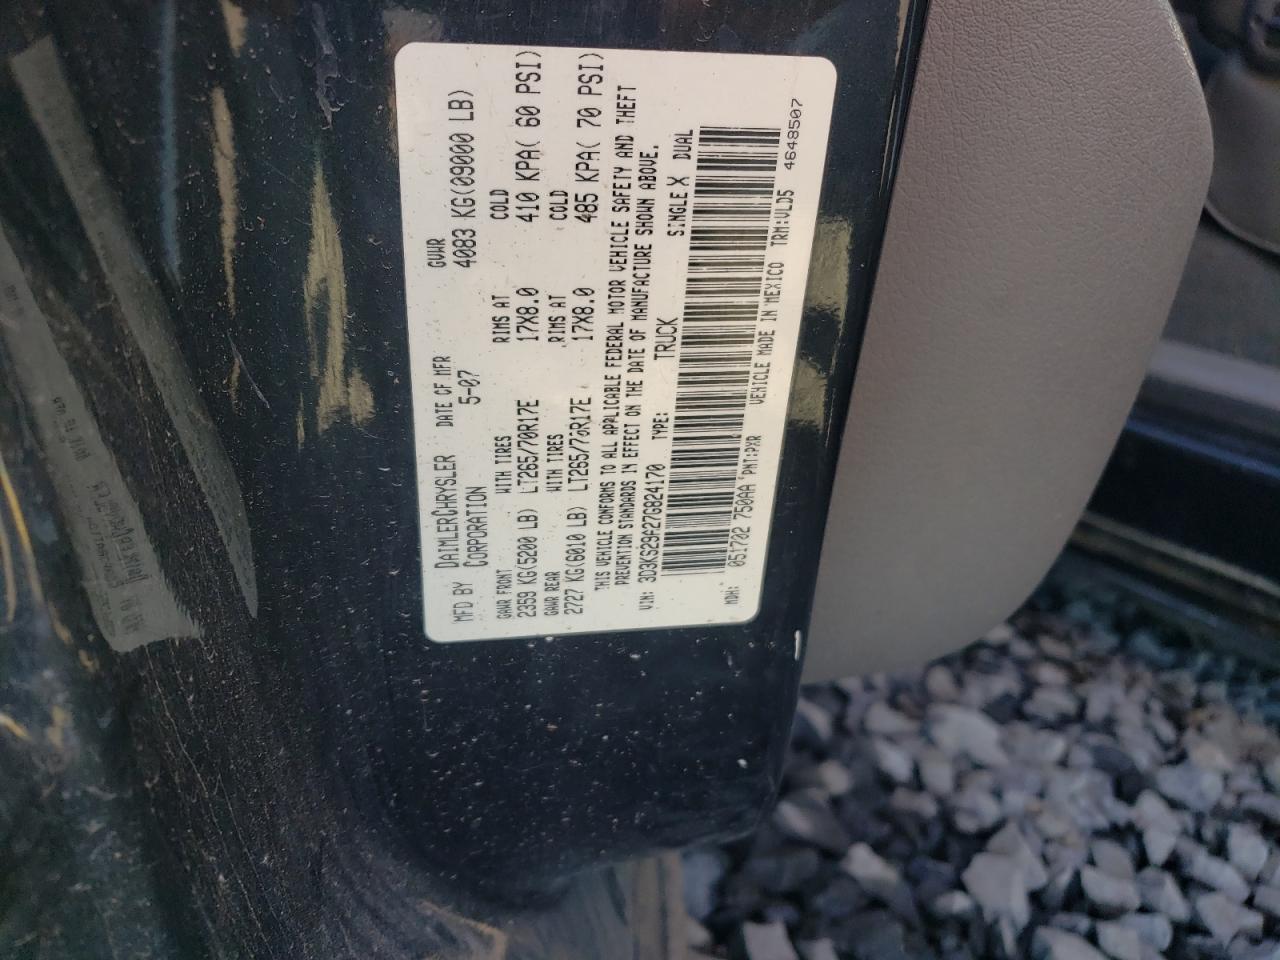 MFD BY DAIMLERCHRYSLER CORPORATION DATE OF MFR 5-07 GVWR 4083 KG(09000 LB)
GAWR FRONT WITH TIRES RIMS AT COLD
2359 KG(5200 LB) LT265/70R17E 17X8.0 410 KPA( 60 PSI)
GAWR REAR WITH TIRES RIMS AT COLD
2727 KG(6010 LB) LT265/70R17E 17X8.0 485 KPA( 70 PSI)
THIS VEHICLE CONFORMS TO ALL APPLICABLE FEDERAL MOTOR VEHICLE SAFETY AND THEFT
PREVENTION STANDARDS IN EFFECT ON THE DATE OF MANUFACTURE SHOWN ABOVE.
VIN: 3D3KS29A27G824170 TYPE: TRUCK SINGLE X DUAL
MDH: 051702 750AA PNT:PXR VEHICLE MADE IN MEXICO TRM:VLD5 4648507